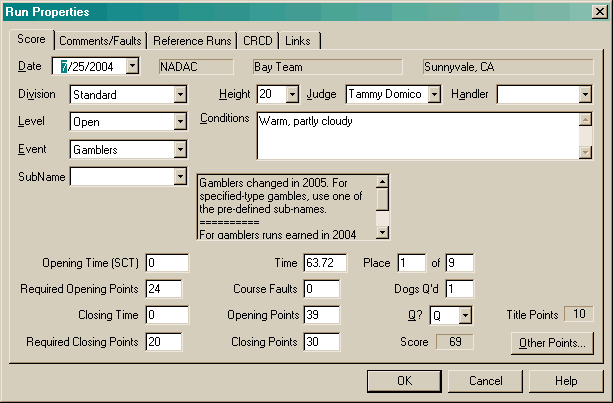 Run Properties
Score Comments/Faults Reference Runs CRCD Links
Date 7/25/2004 NADAC Bay Team Sunnyvale, CA
Division Standard Height 20 Judge Tammy Domico Handler
Level Open Conditions Warm, partly cloudy
Event Gamblers
SubName
Gamblers changed in 2005. For
specified-type gambles, use one of
the pre-defined sub-names.
==========
For gamblers runs earned in 2004
Opening Time (SCT) 0 Time 63.72 Place 1 of 9
Required Opening Points 24 Course Faults 0 Dogs Q'd 1
Closing Time 0 Opening Points 39 Q? Q Title Points 10
Required Closing Points 20 Closing Points 30 Score 69 Other Points...
OK Cancel Help